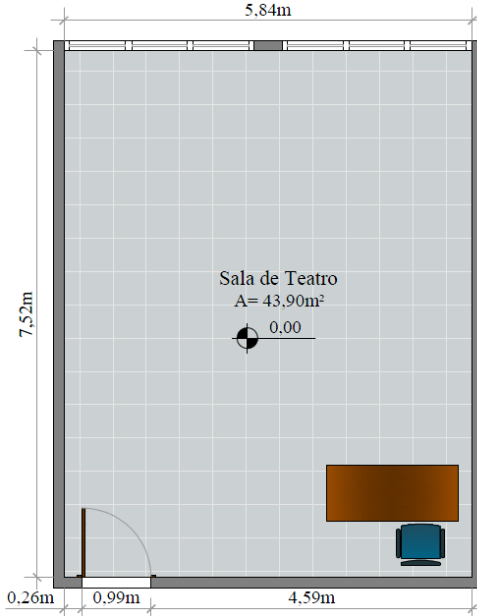 5,84m
7,52m
Sala de Teatro
A= 43,90m²
0,00
0,26m
0,99m
4,59m